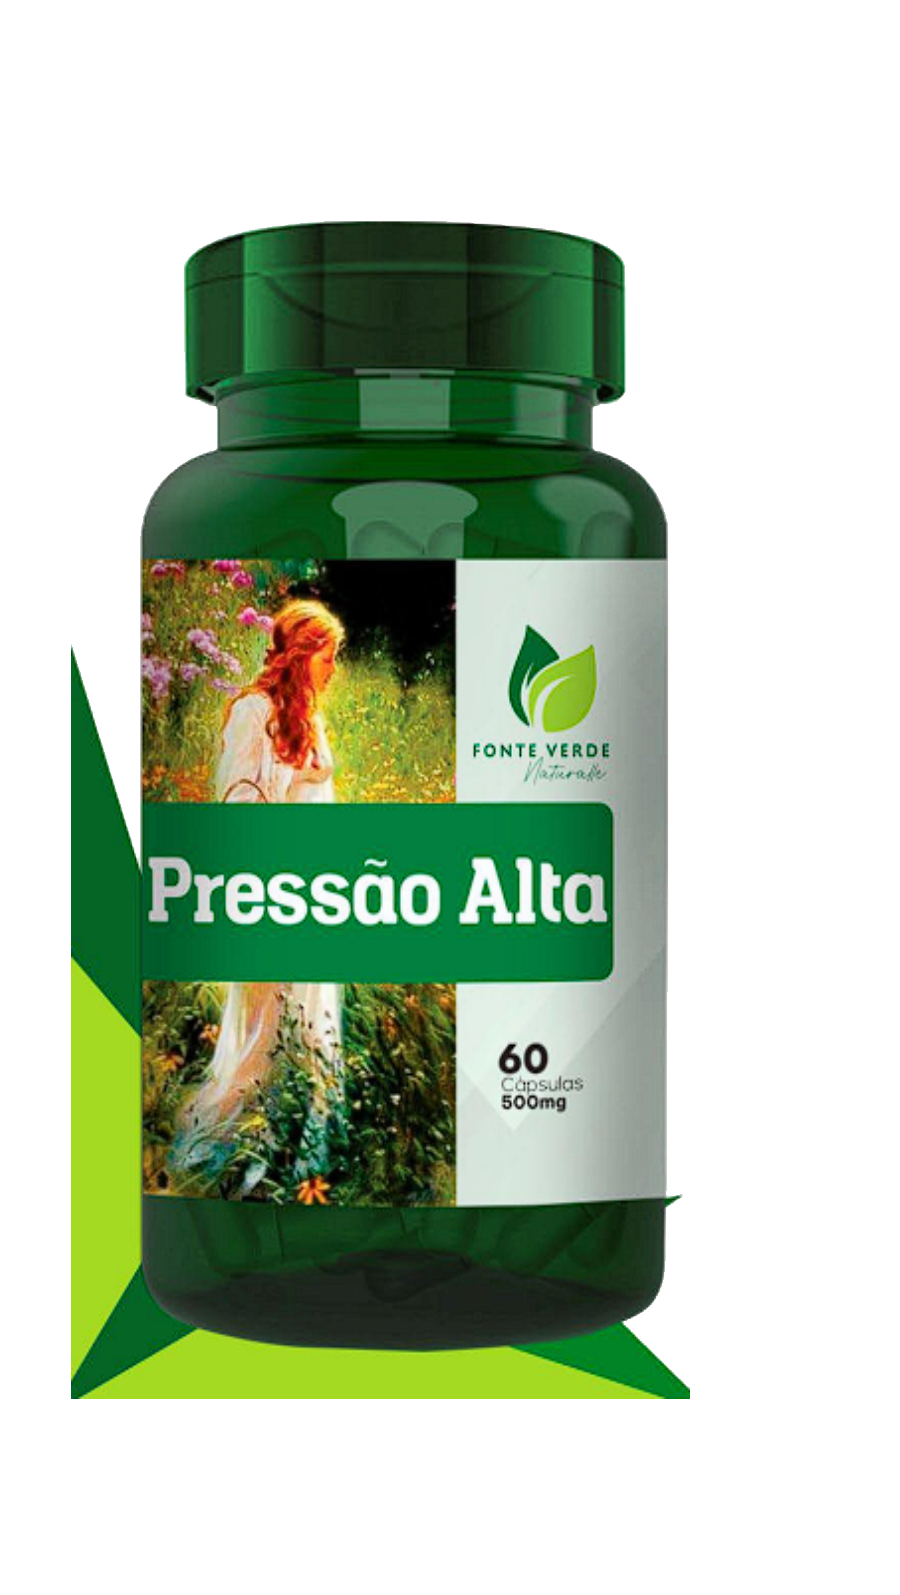 FONTE VERDE
Naturalle
Pressão Alta
60
Cápsulas
500mg